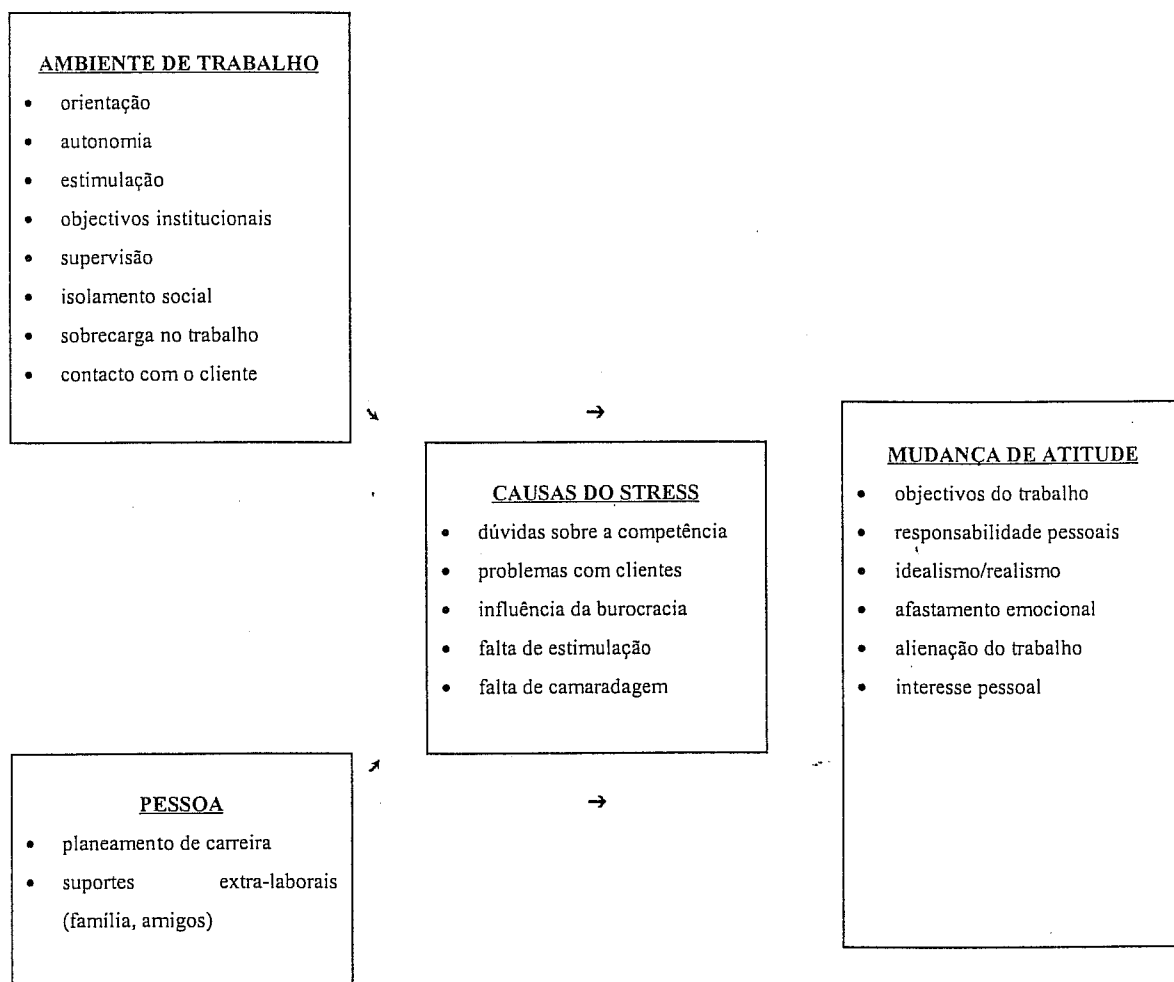 AMBIENTE DE TRABALHO
• orientação
• autonomia
• estimulação
• objectivos institucionais
• supervisão
• isolamento social
• sobrecarga no trabalho
• contacto com o cliente
➘ ➔
CAUSAS DO STRESS
• dúvidas sobre a competência
• problemas com clientes
• influência da burocracia
• falta de estimulação
• falta de camaradagem
MUDANÇA DE ATITUDE
• objectivos do trabalho
• responsabilidade pessoais
• idealismo/realismo
• afastamento emocional
• alienação do trabalho
• interesse pessoal
➚ ➔
PESSOA
• planeamento de carreira
• suportes extra-laborais
(família, amigos)